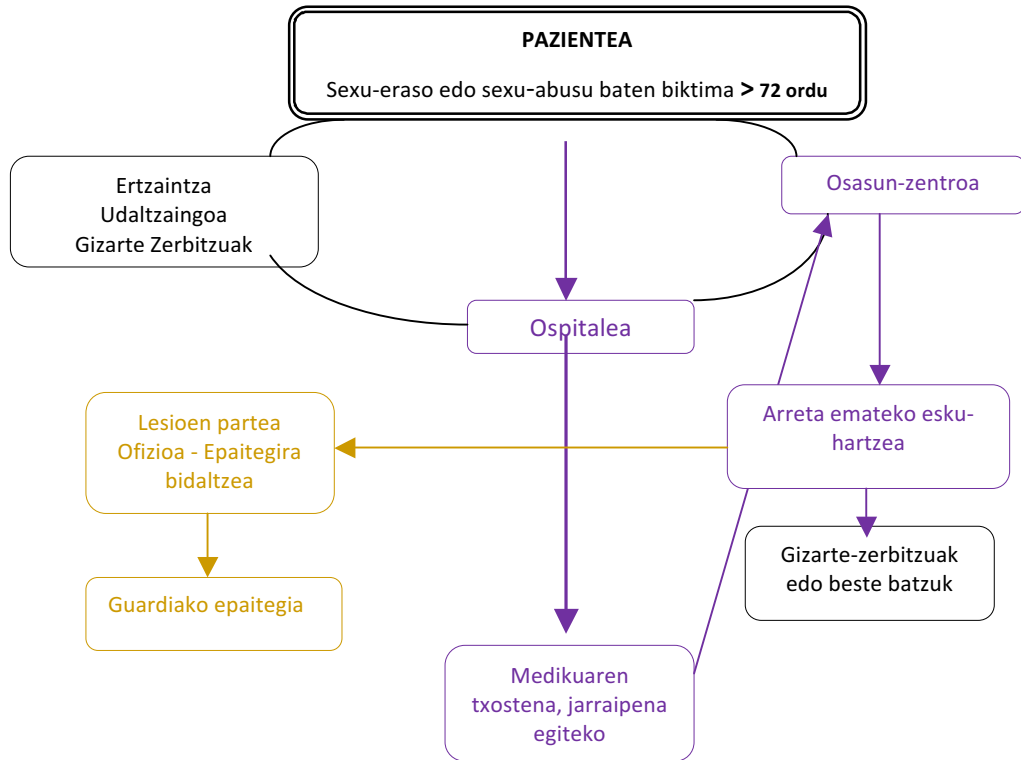 PAZIENTEA
Sexu-eraso edo sexu-abusu baten biktima > 72 ordu
Ertzaintza
Udaltzaingoa
Gizarte Zerbitzuak
Osasun-zentroa
Ospitalea
Lesioen partea
Ofizioa - Epaitegira
bidaltzea
Arreta emateko esku-
hartzea
Gizarte-zerbitzuak
edo beste batzuk
Guardiako epaitegia
Medikuaren
txostena, jarraipena
egiteko